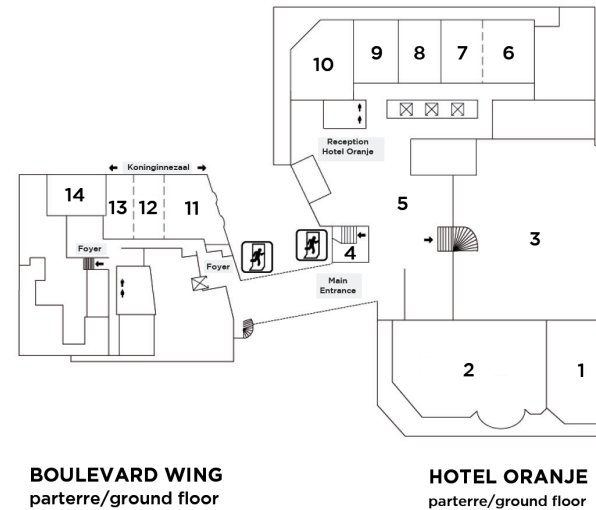 9
8
7
6
10
Reception
Hotel Oranje
Koninginnezaal
14
13
12
11
5
3
Foyer
Foyer
4
Main
Entrance
2
1
BOULEVARD WING
parterre/ground floor
HOTEL ORANJE
parterre/ground floor